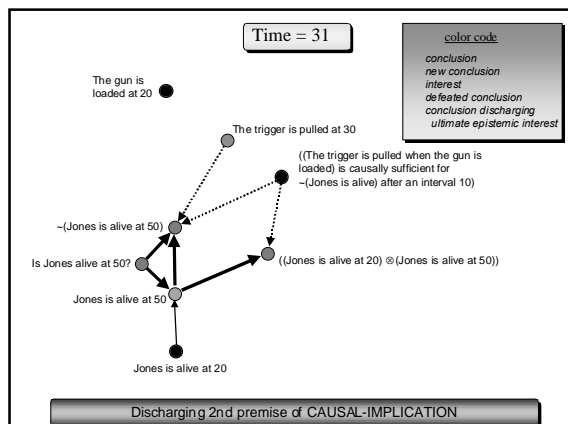 Time = 31
color code
conclusion
new conclusion
interest
defeated conclusion
conclusion discharging
ultimate epistemic interest
The gun is
loaded at 20
The trigger is pulled at 30
((The trigger is pulled when the gun is
loaded) is causally sufficient for
~(Jones is alive) after an interval 10)
~(Jones is alive at 50)
Is Jones alive at 50?
((Jones is alive at 20) ⊗(Jones is alive at 50))
Jones is alive at 50
Jones is alive at 20
Discharging 2nd premise of CAUSAL-IMPLICATION